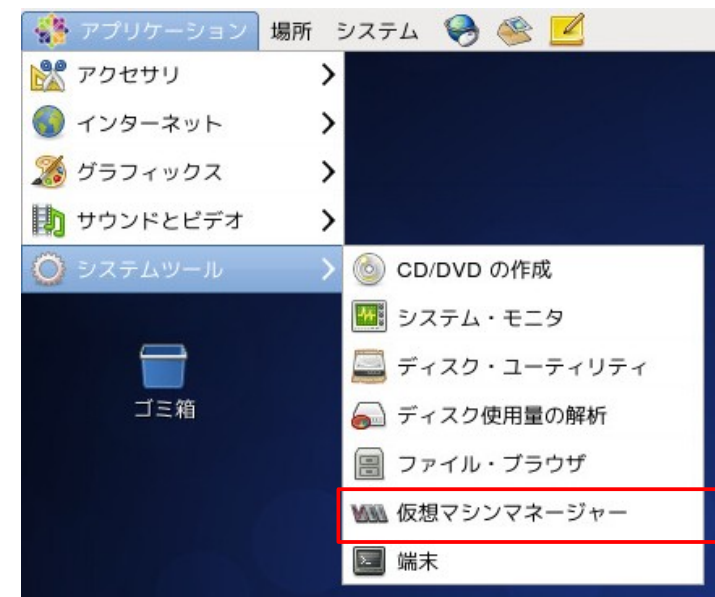 アプリケーション 場所 システム
アクセサリ
インターネット
グラフィックス
サウンドとビデオ
システムツール
CD/DVD の作成
システム・モニタ
ディスク・ユーティリティ
ディスク使用量の解析
ファイル・ブラウザ
仮想マシンマネージャー
端末
ゴミ箱